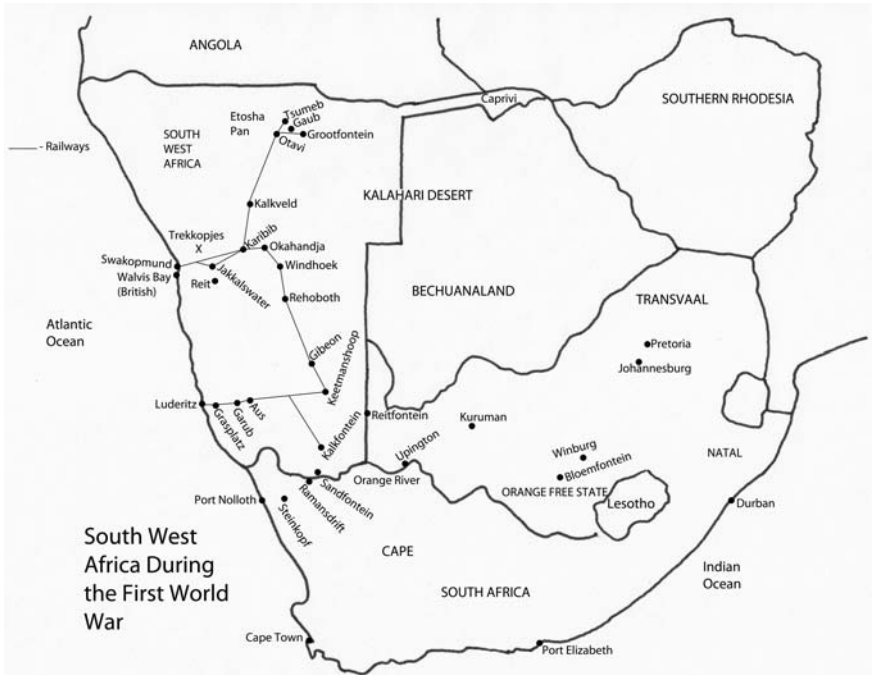 ANGOLA
Caprivi
SOUTHERN RHODESIA
Etosha
Pan
Tsumeb
Gaub
Grootfontein
Otavi
SOUTH
WEST
AFRICA
- Railways
KALAHARI DESERT
Kalkveld
Trekkopjes
X
Karibib
Okahandja
Swakopmund
Walvis Bay
(British)
Jakkalswater
Reit
Windhoek
Rehoboth
BECHUANALAND
TRANSVAAL
Atlantic
Ocean
Pretoria
Johannesburg
Gibeon
Keetmanshoop
Luderitz
Grasplatz
Garub
Aus
Kalkfontein
Reitfontein
Kuruman
Upington
Winburg
Bloemfontein
NATAL
Orange River
ORANGE FREE STATE
Lesotho
Sandfontein
Ramansdrift
Port Nolloth
Steinkopf
Durban
South West
Africa During
the First World
War
CAPE
SOUTH AFRICA
Indian
Ocean
Cape Town
Port Elizabeth